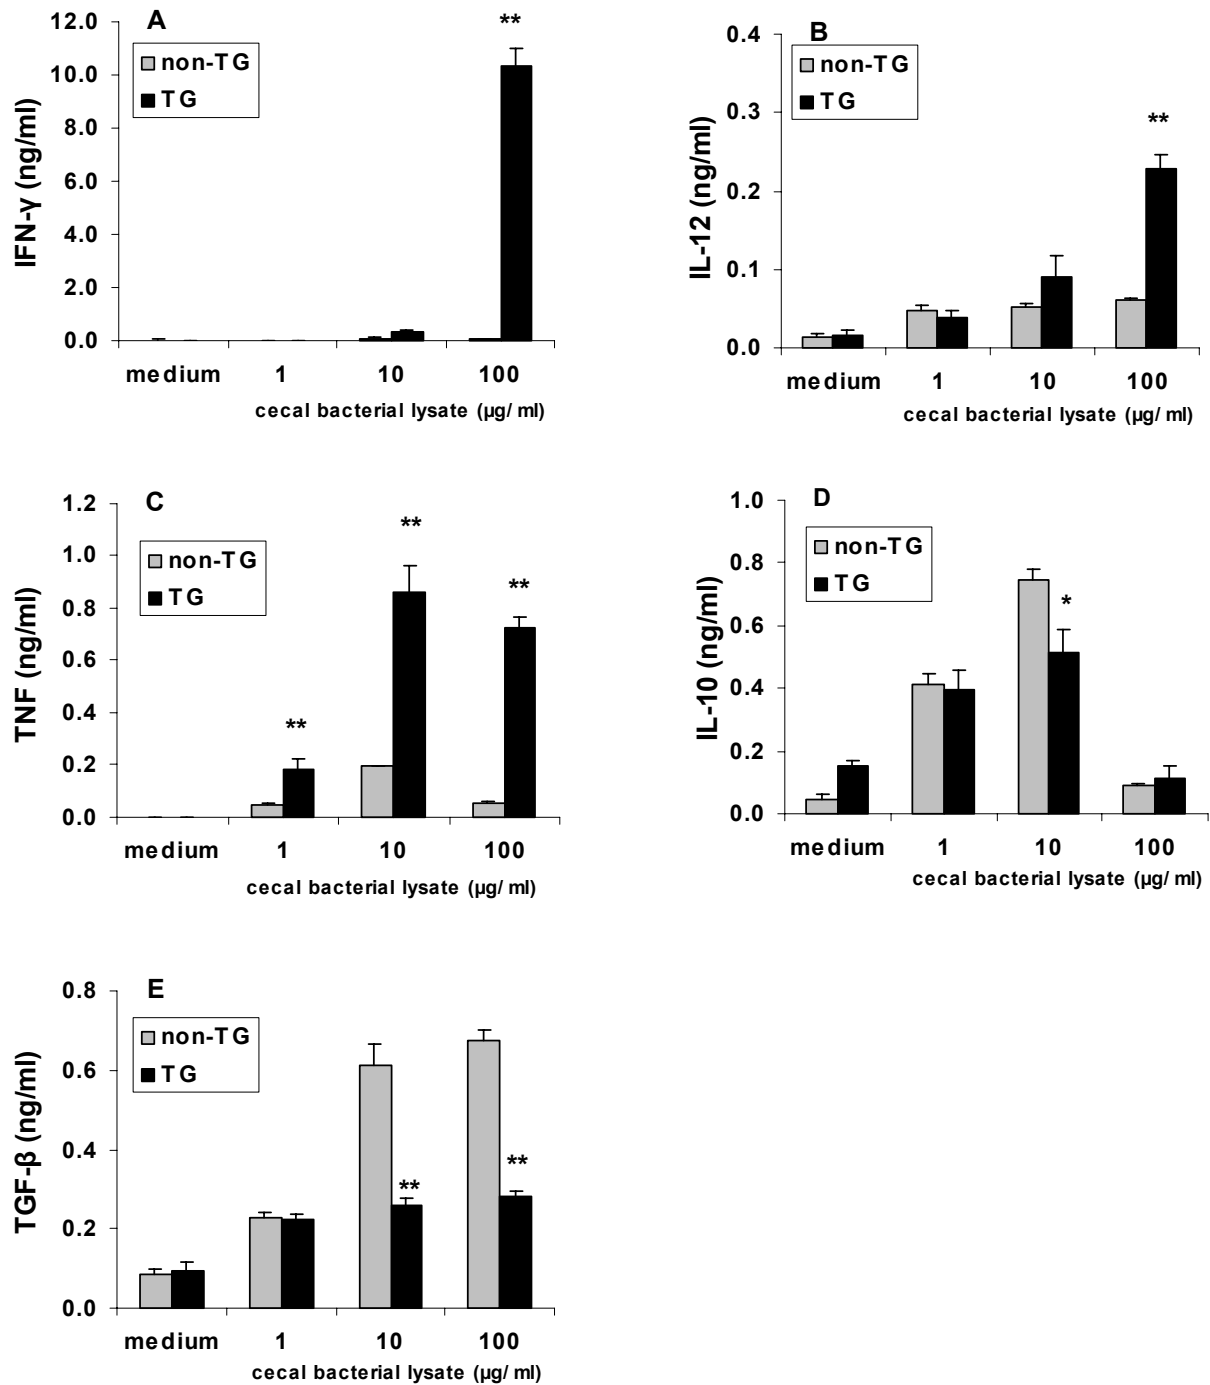 A
IFN-γ (ng/ml)
12.0
10.0
8.0
6.0
4.0
2.0
0.0
non-TG
TG
**
medium 1 10 100
cecal bacterial lysate (µg/ ml)
B
IL-12 (ng/ml)
0.4
0.3
0.2
0.1
0.0
non-TG
TG
**
medium 1 10 100
cecal bacterial lysate (µg/ ml)
C
TNF (ng/ml)
1.2
1.0
0.8
0.6
0.4
0.2
0.0
non-TG
TG
**
**
**
medium 1 10 100
cecal bacterial lysate (µg/ ml)
D
IL-10 (ng/ml)
1.0
0.8
0.6
0.4
0.2
0.0
non-TG
TG
*
medium 1 10 100
cecal bacterial lysate (µg/ ml)
E
TGF-β (ng/ml)
0.8
0.6
0.4
0.2
0.0
non-TG
TG
**
**
medium 1 10 100
cecal bacterial lysate (µg/ ml)